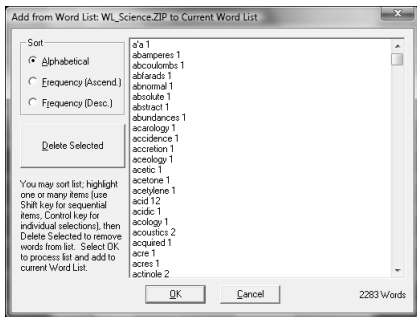 Add from Word List: WL_Science.ZIP to Current Word List
Sort
Alphabetical
Frequency (Ascend.)
Frequency (Desc.)
Delete Selected
You may sort list; highlight
one or many items (use
Shift key for sequential
items, Control key for
individual selections), then
Delete Selected to remove
words from list. Select OK
to process list and add to
current Word List.
a'a 1
abamperes 1
abcoulombs 1
abfarads 1
abnormal 1
absolute 1
abstract 1
abundances 1
acarology 1
accidence 1
accretion 1
aceology 1
acetic 1
acetone 1
acetylene 1
acid 12
acidic 1
acology 1
acoustics 2
acquired 1
acre 1
acres 1
actinole 2
OK
Cancel
2283 Words